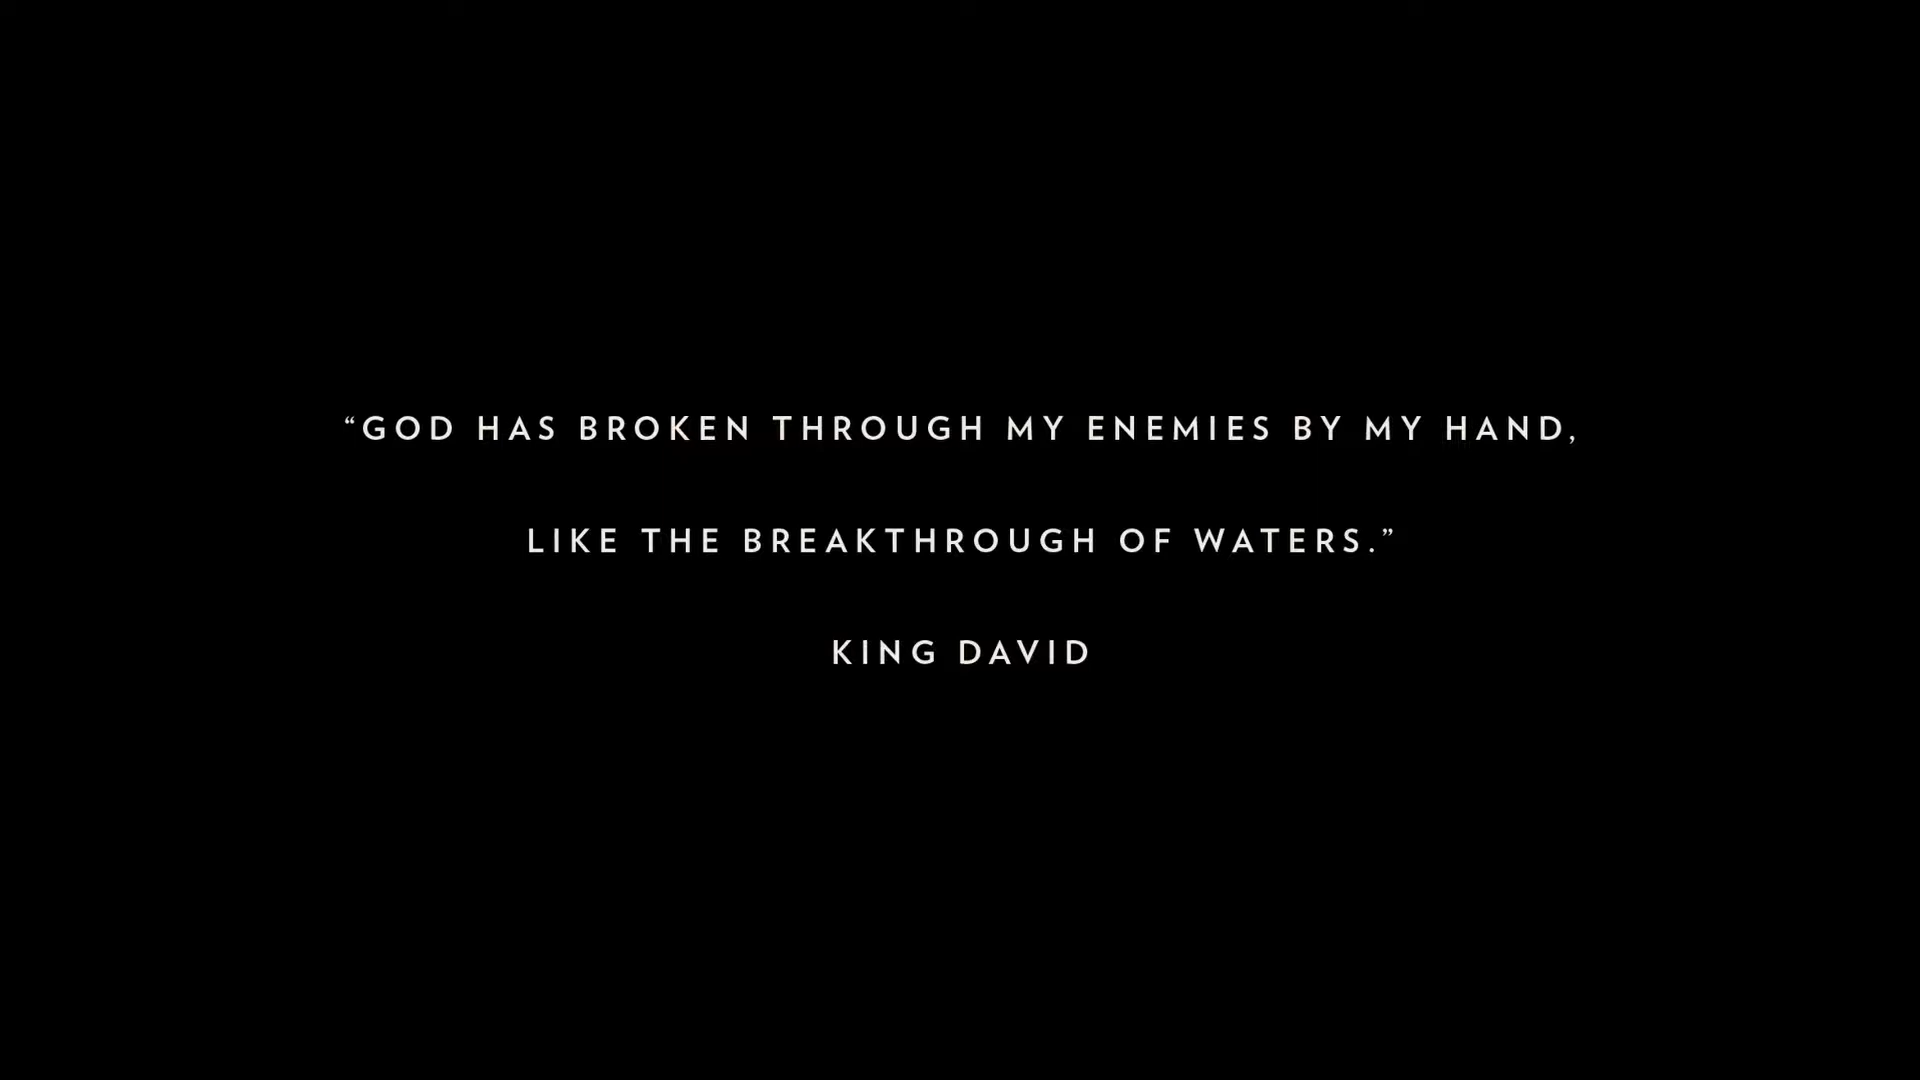 “GOD HAS BROKEN THROUGH MY ENEMIES BY MY HAND,
LIKE THE BREAKTHROUGH OF WATERS.”
KING DAVID